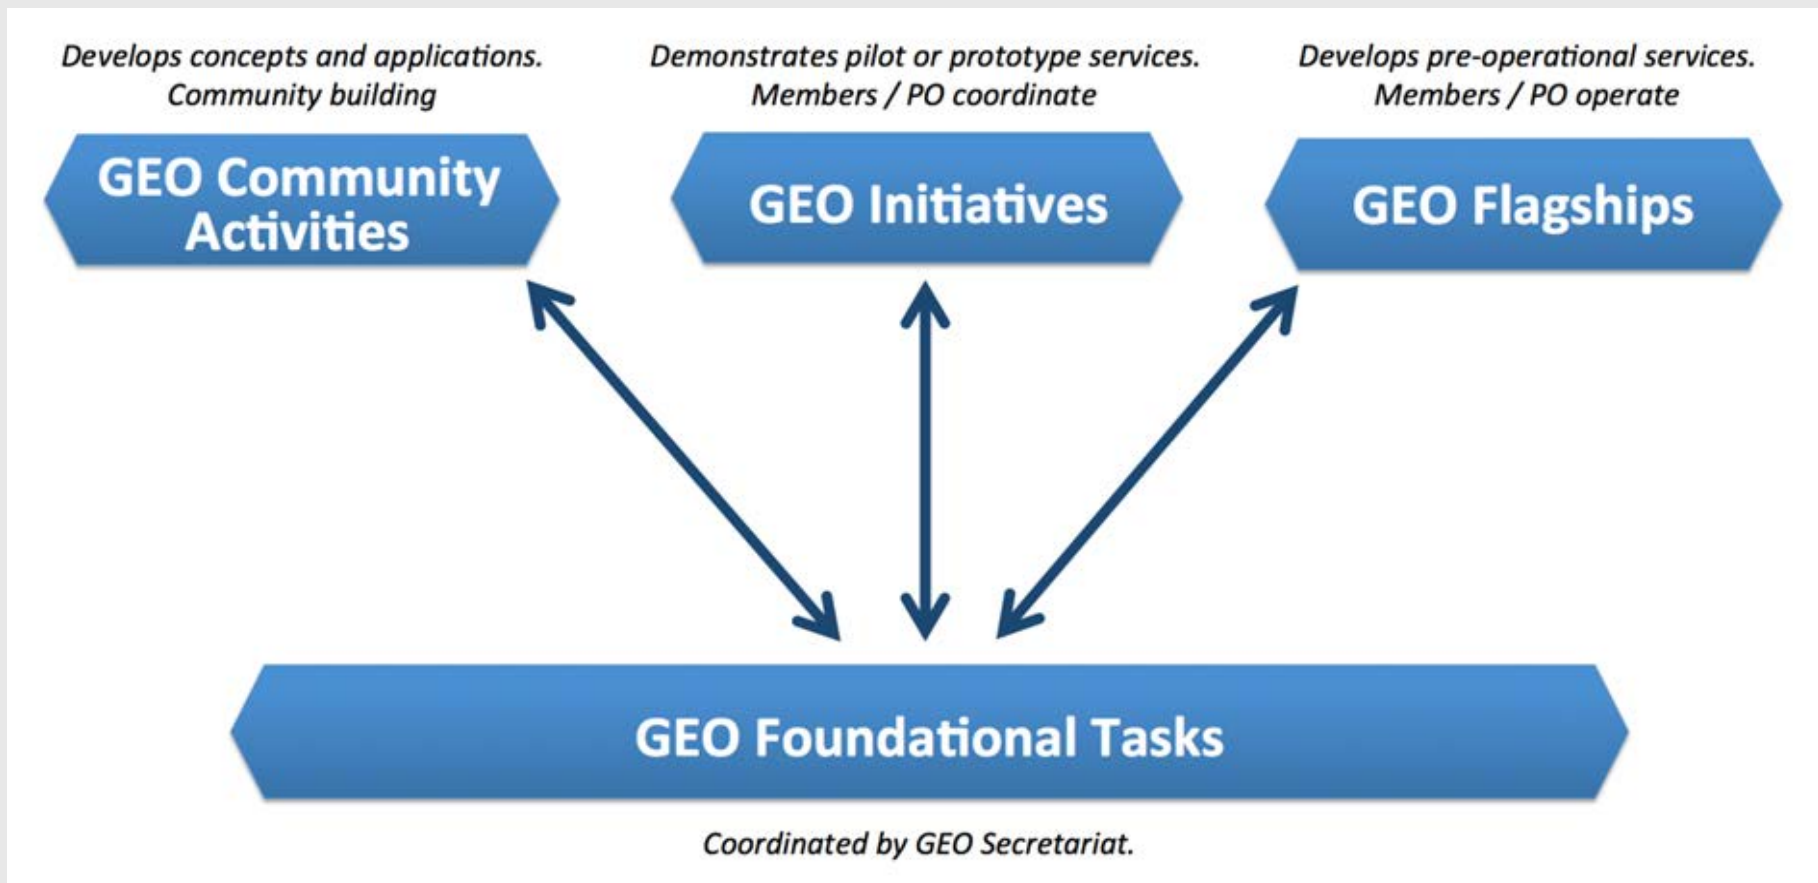 Develops concepts and applications.
Community building
GEO Community
Activities
Demonstrates pilot or prototype services.
Members / PO coordinate
GEO Initiatives
Develops pre-operational services.
Members / PO operate
GEO Flagships
GEO Foundational Tasks
Coordinated by GEO Secretariat.